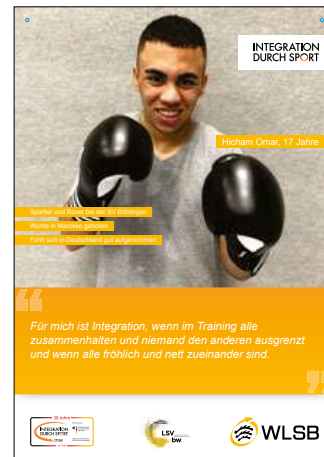 INTEGRATION
DURCH SPORT
Hicham Omar, 17 Jahre
Sportler und Boxer bei der SV Böblingen
Wurde in Marokko geboren
Fühlt sich in Deutschland gut aufgenommen
“
Für mich ist Integration, wenn im Training alle
zusammenhalten und niemand den anderen ausgrenzt
und wenn alle fröhlich und nett zueinander sind.
”
INTEGRATION
DURCH SPORT
LSV
bw
WLSB